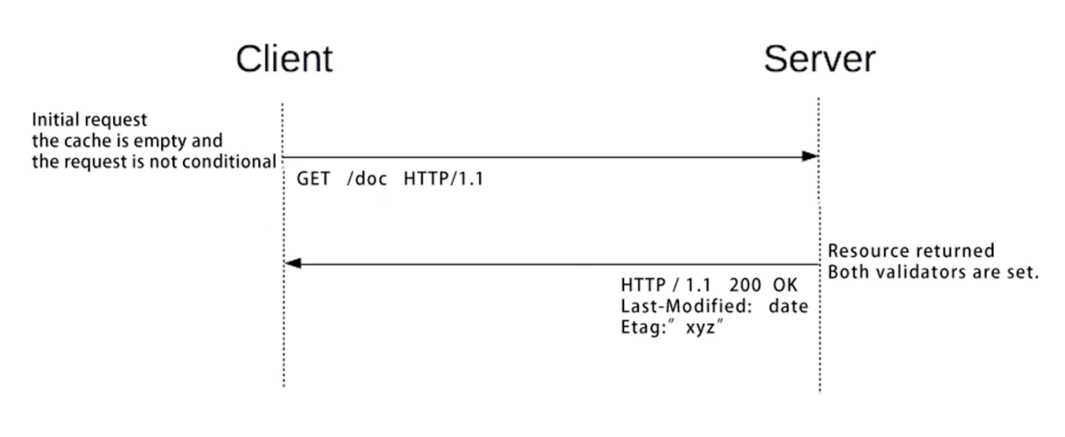 Client
Server
Initial request
the cache is empty and
the request is not conditional
GET /doc HTTP/1.1
Resource returned
Both validators are set.
HTTP / 1.1 200 OK
Last-Modified: date
Etag:″ xyz″